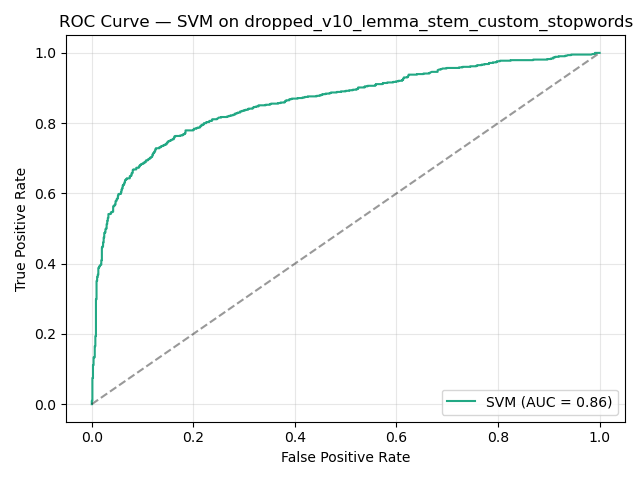 ROC Curve — SVM on dropped_v10_lemma_stem_custom_stopwords
1.0
0.8
0.6
0.4
0.2
0.0
True Positive Rate
0.0 0.2 0.4 0.6 0.8 1.0
False Positive Rate
SVM (AUC = 0.86)